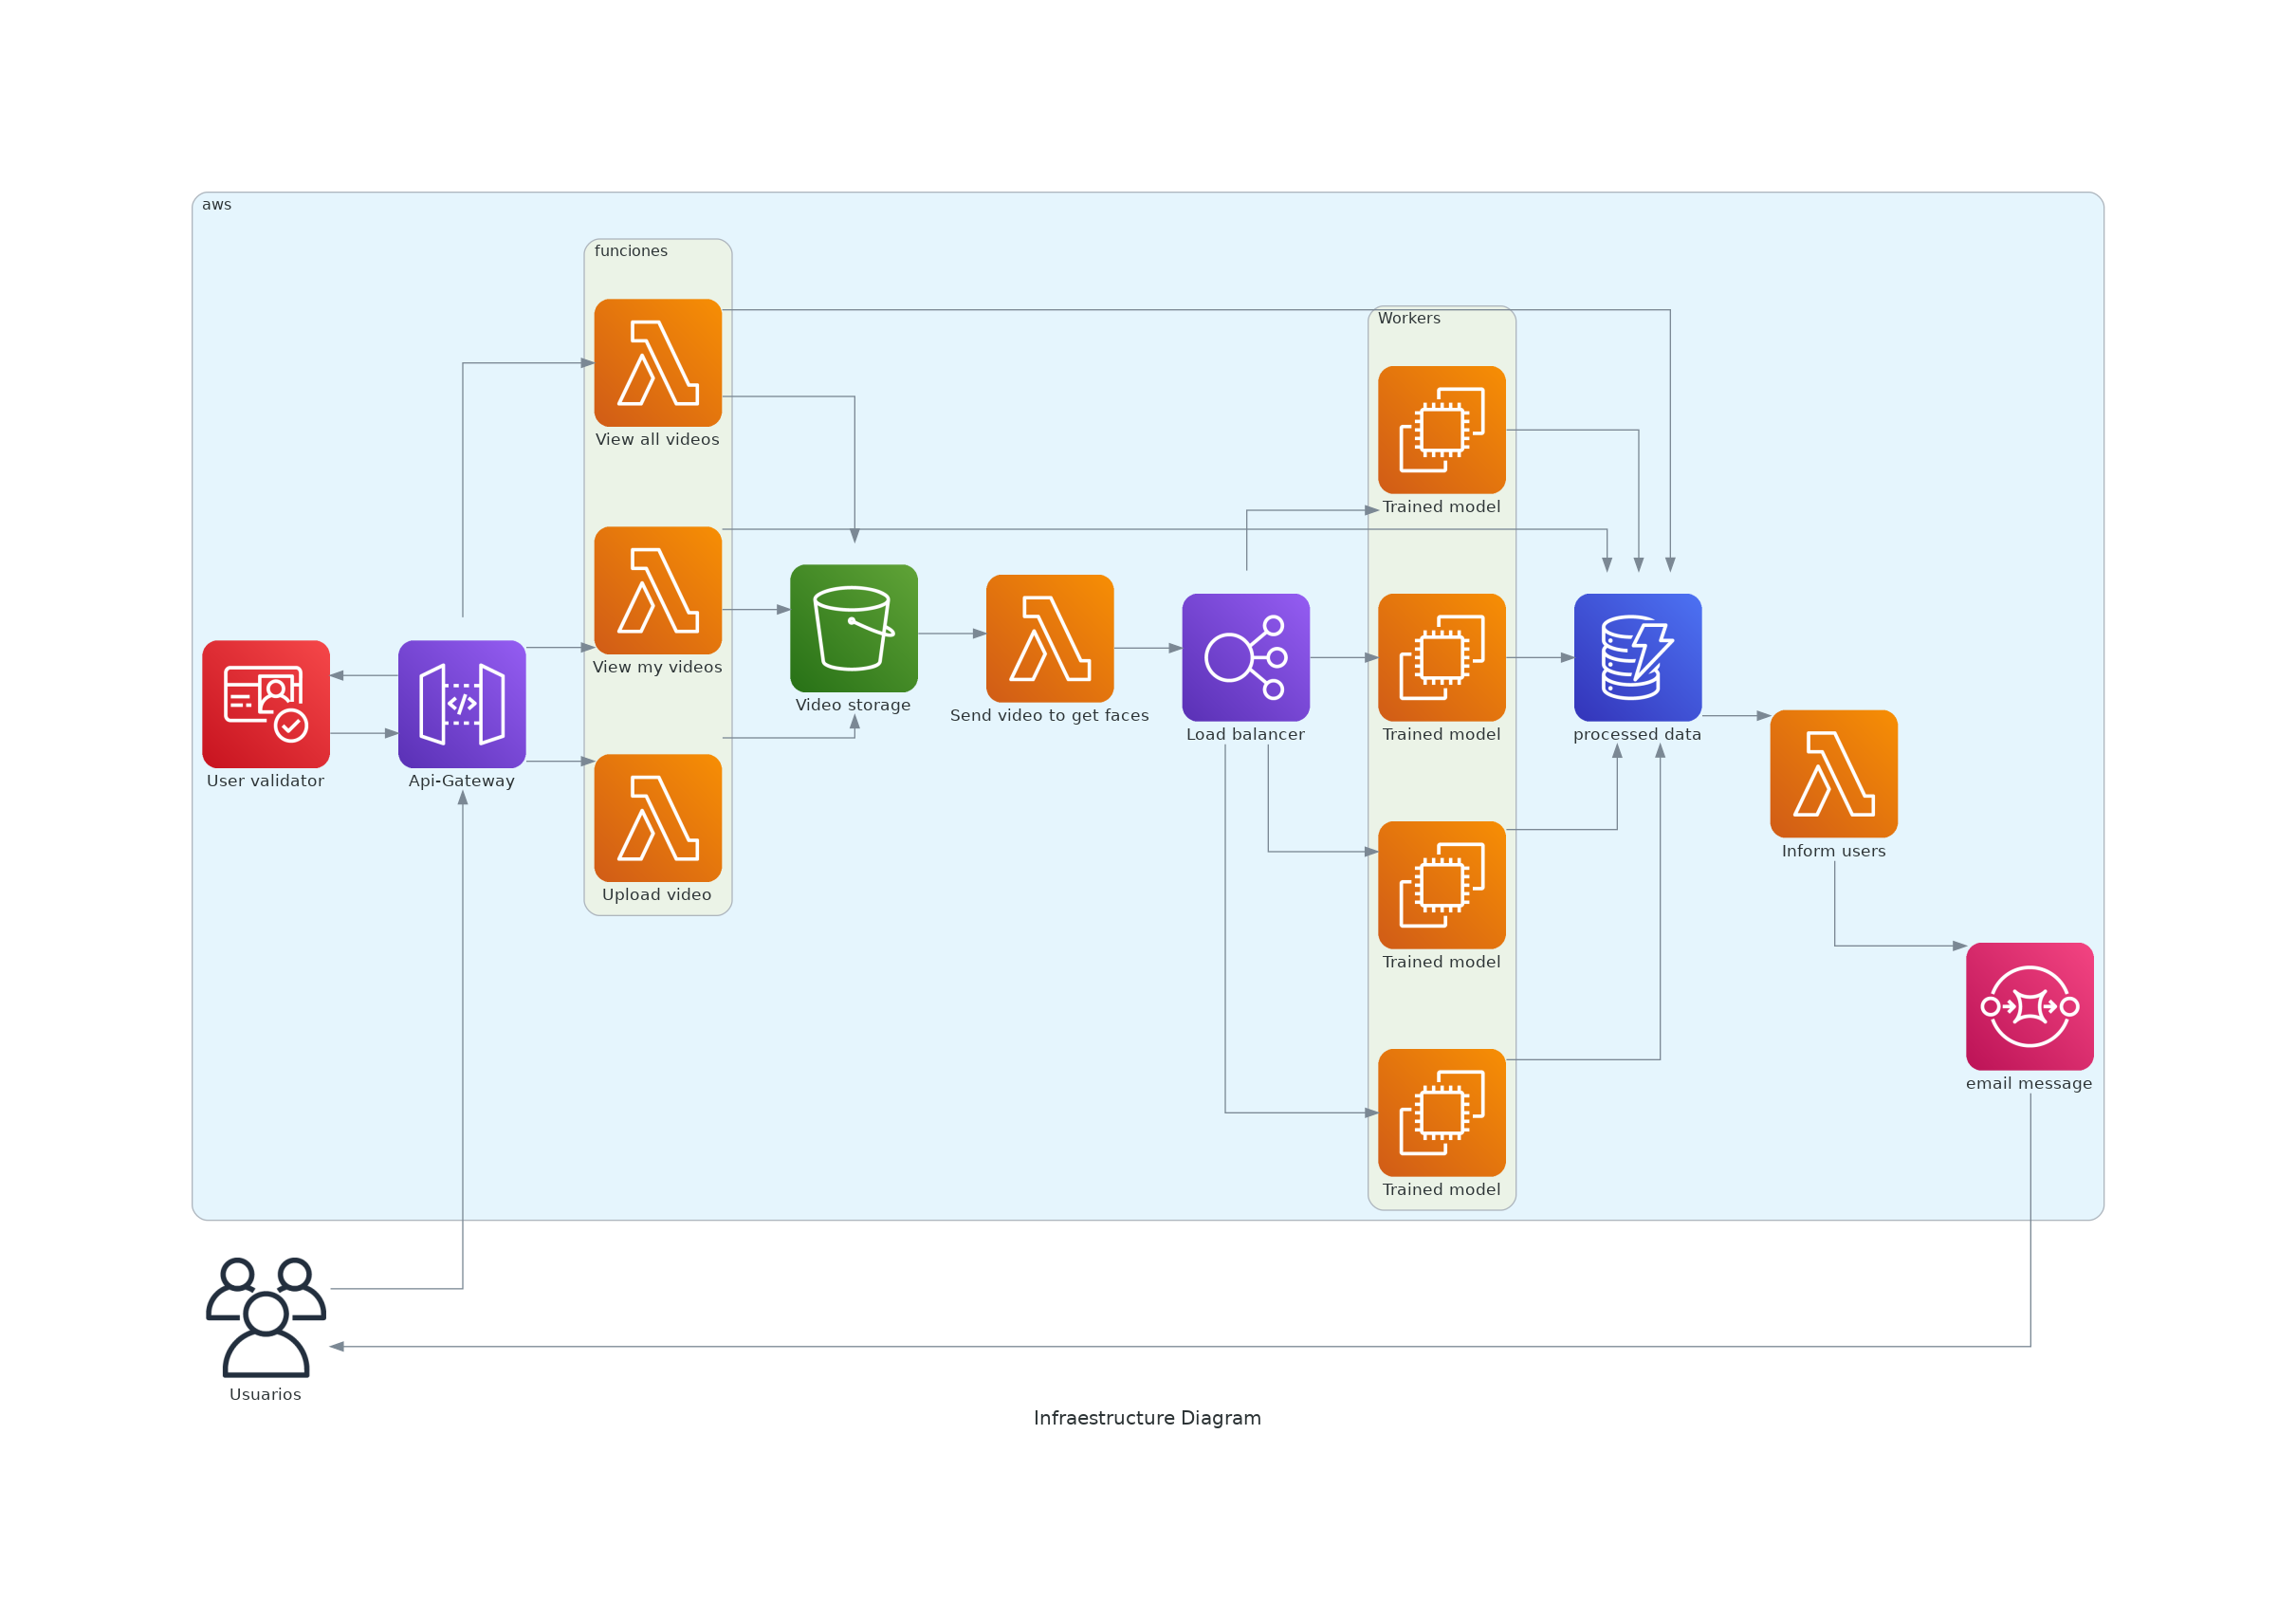 aws
funciones
View all videos
View my videos
Upload video
User validator
Api-Gateway
Video storage
Send video to get faces
Load balancer
Workers
Trained model
Trained model
Trained model
Trained model
processed data
Inform users
email message
Usuarios
Infraestructure Diagram